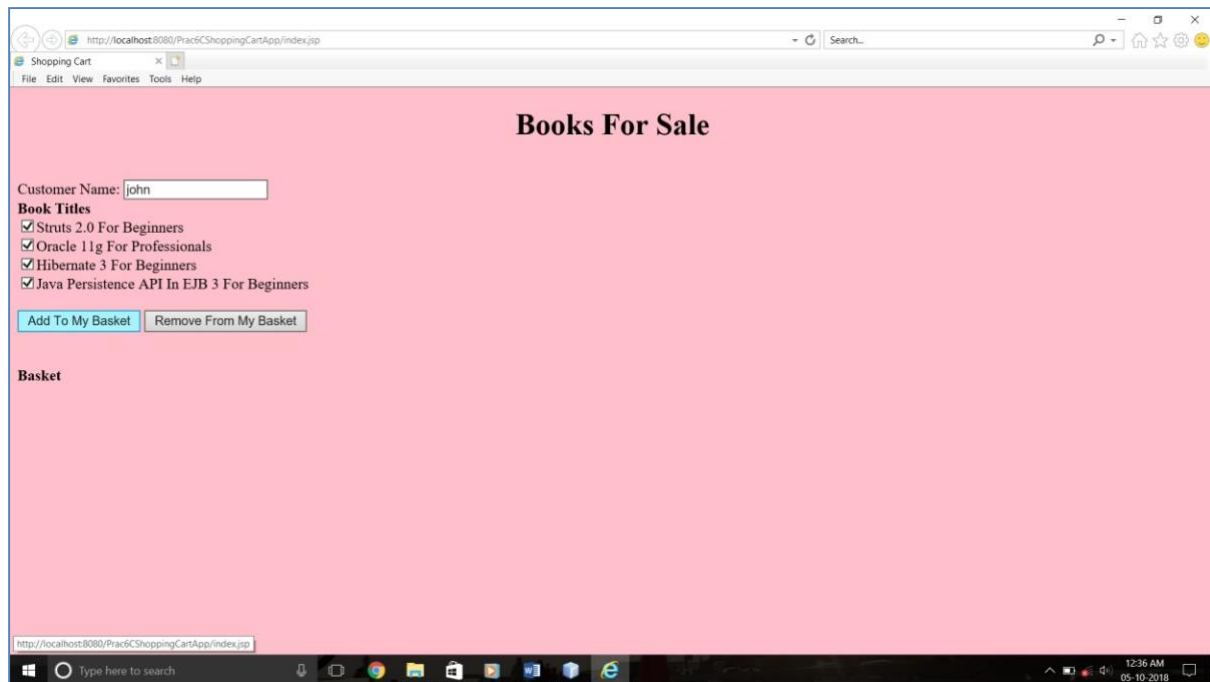 http://localhost:8080/Prac6CShoppingCartApp/index.jsp
Search...
Shopping Cart
File Edit View Favorites Tools Help
Books For Sale
Customer Name: john
Book Titles
Struts 2.0 For Beginners
Oracle 11g For Professionals
Hibernate 3 For Beginners
Java Persistence API In EJB 3 For Beginners
Add To My Basket Remove From My Basket
Basket
http://localhost:8080/Prac6CShoppingCartApp/index.jsp
Type here to search
12:36 AM
05-10-2018